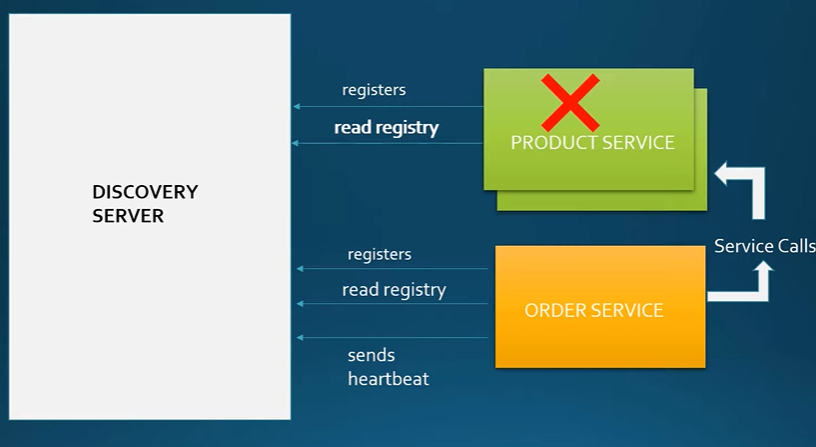 registers
read registry
PRODUCT SERVICE
DISCOVERY
SERVER
registers
Service Calls
read registry
ORDER SERVICE
sends
heartbeat